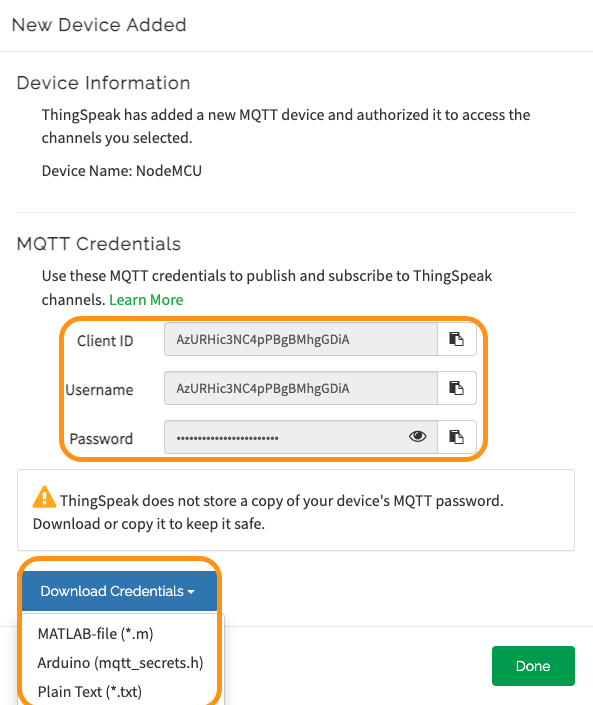 New Device Added
Device Information
ThingSpeak has added a new MQTT device and authorized it to access the
channels you selected.
Device Name: NodeMCU
MQTT Credentials
Use these MQTT credentials to publish and subscribe to ThingSpeak
channels. Learn More
Client ID AzURHic3NC4pPBgBMhgGDiA
Username AzURHic3NC4pPBgBMhgGDiA
Password ••••••••••••••••••••••••
ThingSpeak does not store a copy of your device's MQTT password.
Download or copy it to keep it safe.
Download Credentials
MATLAB-file (*.m)
Arduino (mqtt_secrets.h)
Plain Text (*.txt)
Done